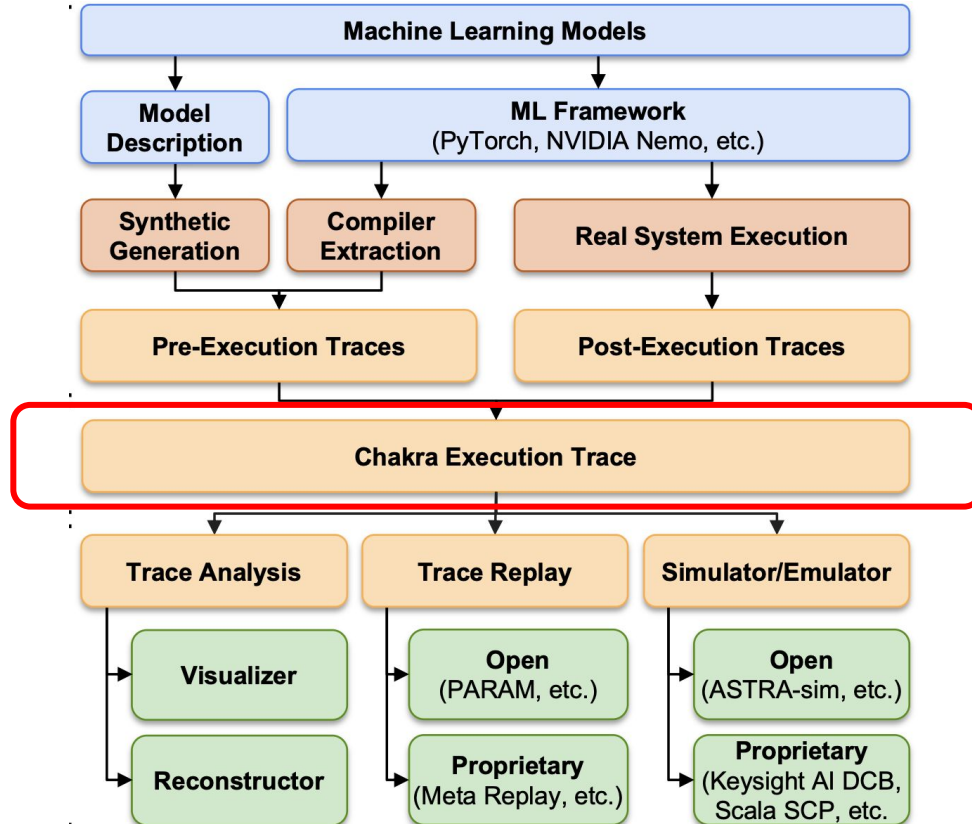 Machine Learning Models
Model
Description
ML Framework
(PyTorch, NVIDIA Nemo, etc.)
Synthetic
Generation
Compiler
Extraction
Real System Execution
Pre-Execution Traces
Post-Execution Traces
Chakra Execution Trace
Trace Analysis
Trace Replay
Simulator/Emulator
Visualizer
Open
(PARAM, etc.)
Open
(ASTRA-sim, etc.)
Reconstructor
Proprietary
(Meta Replay, etc.)
Proprietary
(Keysight AI DCB,
Scala SCP, etc.